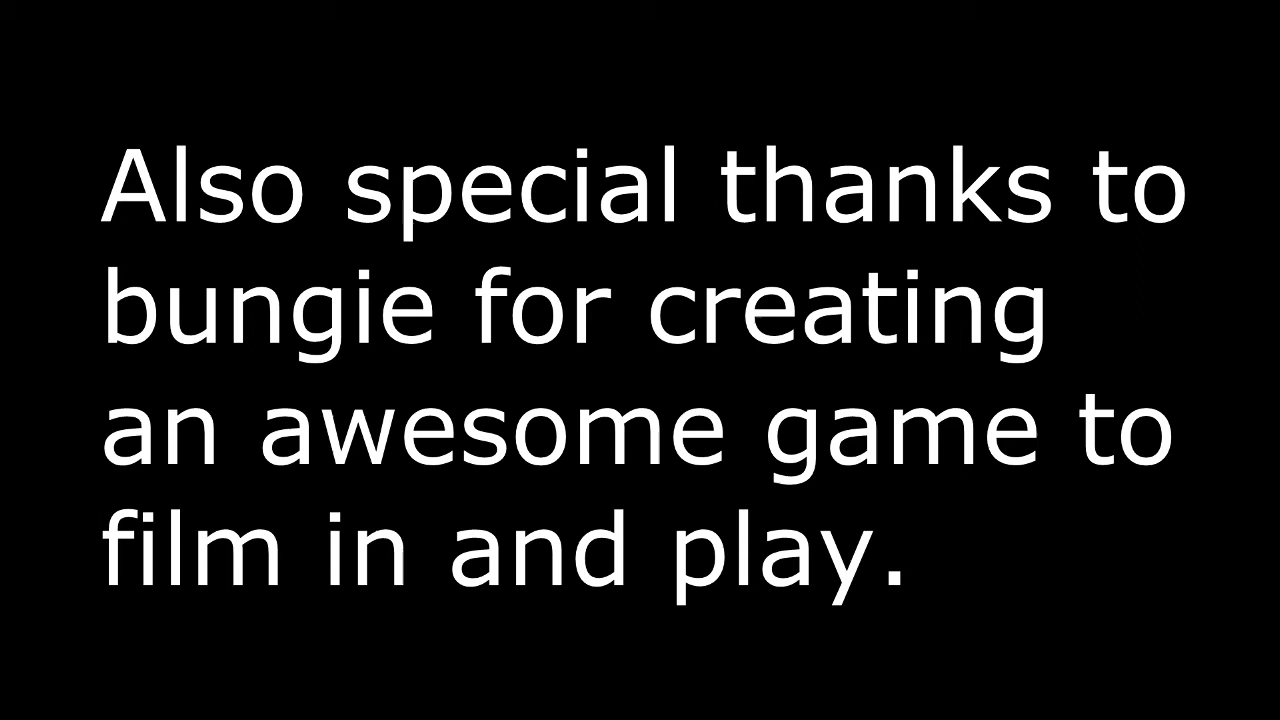 Also special thanks to
bungie for creating
an awesome game to
film in and play.